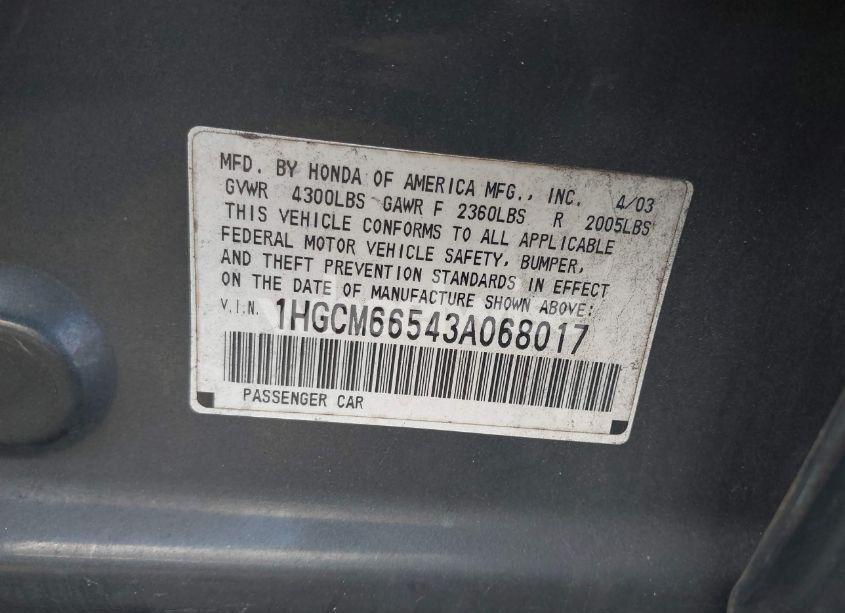 MFD. BY HONDA OF AMERICA MFG., INC. 4/03
GVWR 4300LBS GAWR F 2360LBS R 2005LBS
THIS VEHICLE CONFORMS TO ALL APPLICABLE
FEDERAL MOTOR VEHICLE SAFETY, BUMPER,
AND THEFT PREVENTION STANDARDS IN EFFECT
ON THE DATE OF MANUFACTURE SHOWN ABOVE:
V.I.N. 1HGCM66543A068017
PASSENGER CAR